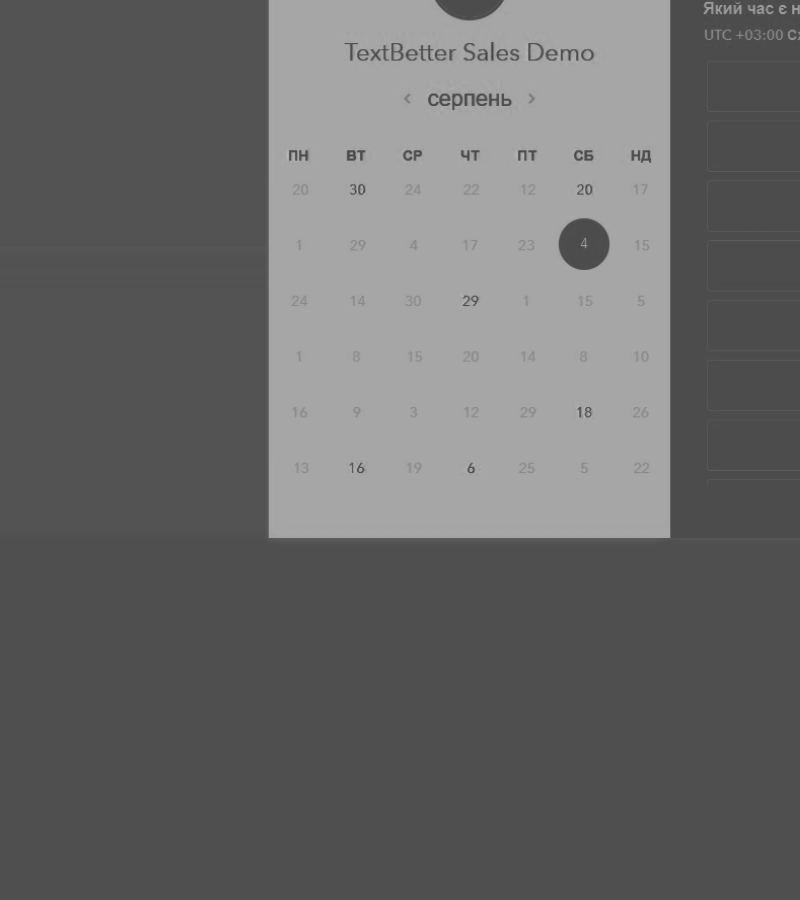 TextBetter Sales Demo
< серпень >
ПН ВТ СР ЧТ ПТ СБ НД
20 30 24 22 12 20 17
1 29 4 17 23 4 15
24 14 30 29 1 15 5
1 8 15 20 14 8 10
16 9 3 12 29 18 26
13 16 19 6 25 5 22
Який час є
UTC +03:00